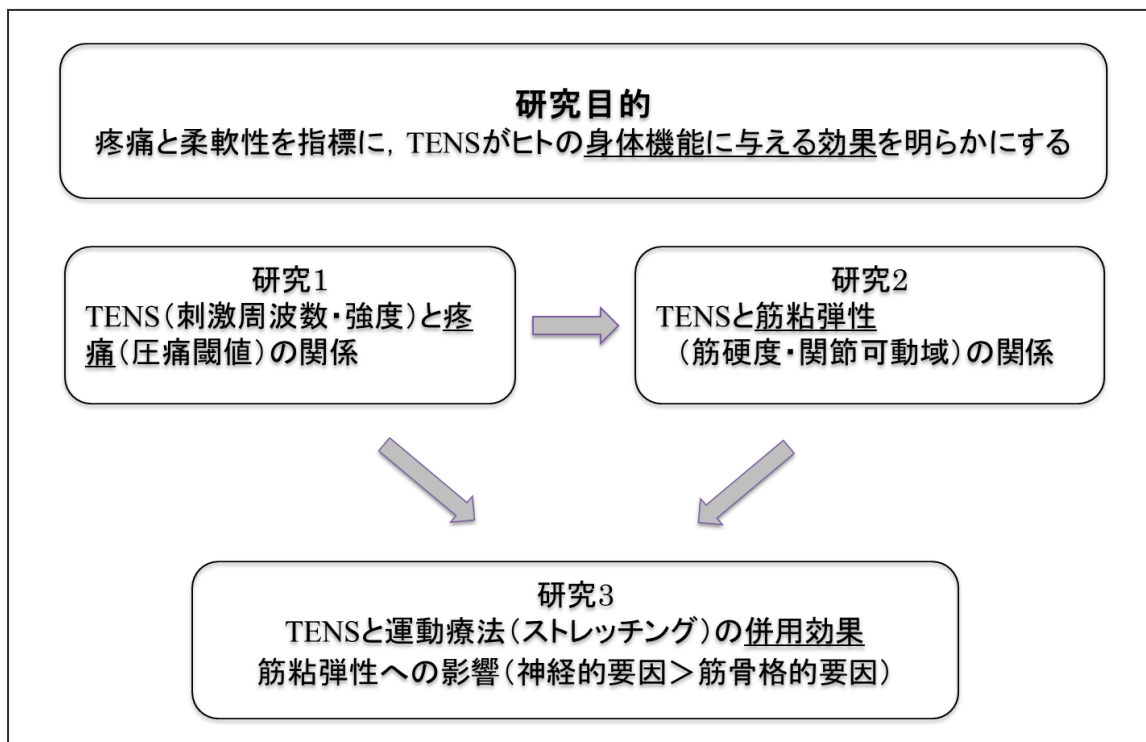 研究目的
疼痛と柔軟性を指標に，TENSがヒトの身体機能に与える効果を明らかにする
研究1
TENS（刺激周波数・強度）と疼
痛（圧痛閾値）の関係
研究2
TENSと筋粘弾性
（筋硬度・関節可動域）の関係
研究3
TENSと運動療法（ストレッチング）の併用効果
筋粘弾性への影響（神経的要因＞筋骨格的要因）